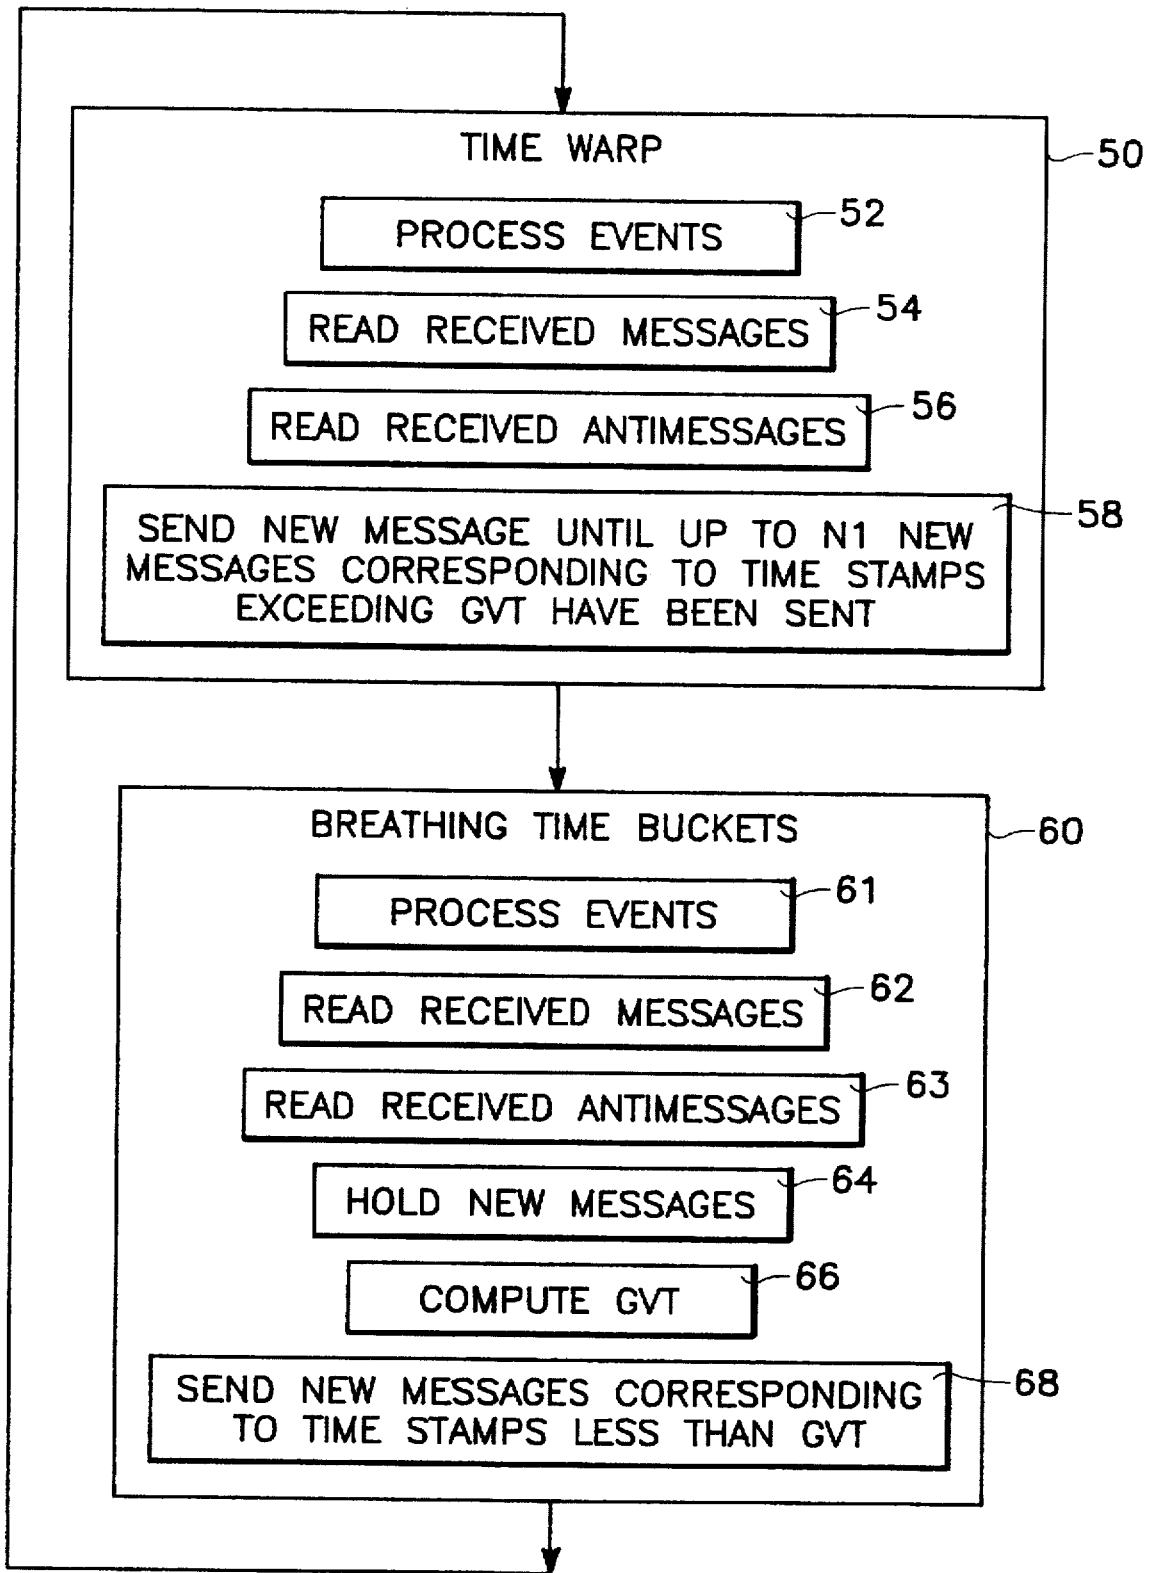 TIME WARP
50
PROCESS EVENTS
52
READ RECEIVED MESSAGES
54
READ RECEIVED ANTIMESSAGES
56
SEND NEW MESSAGE UNTIL UP TO N1 NEW
MESSAGES CORRESPONDING TO TIME STAMPS
EXCEEDING GVT HAVE BEEN SENT
58
BREATHING TIME BUCKETS
60
PROCESS EVENTS
61
READ RECEIVED MESSAGES
62
READ RECEIVED ANTIMESSAGES
63
HOLD NEW MESSAGES
64
COMPUTE GVT
66
SEND NEW MESSAGES CORRESPONDING
TO TIME STAMPS LESS THAN GVT
68